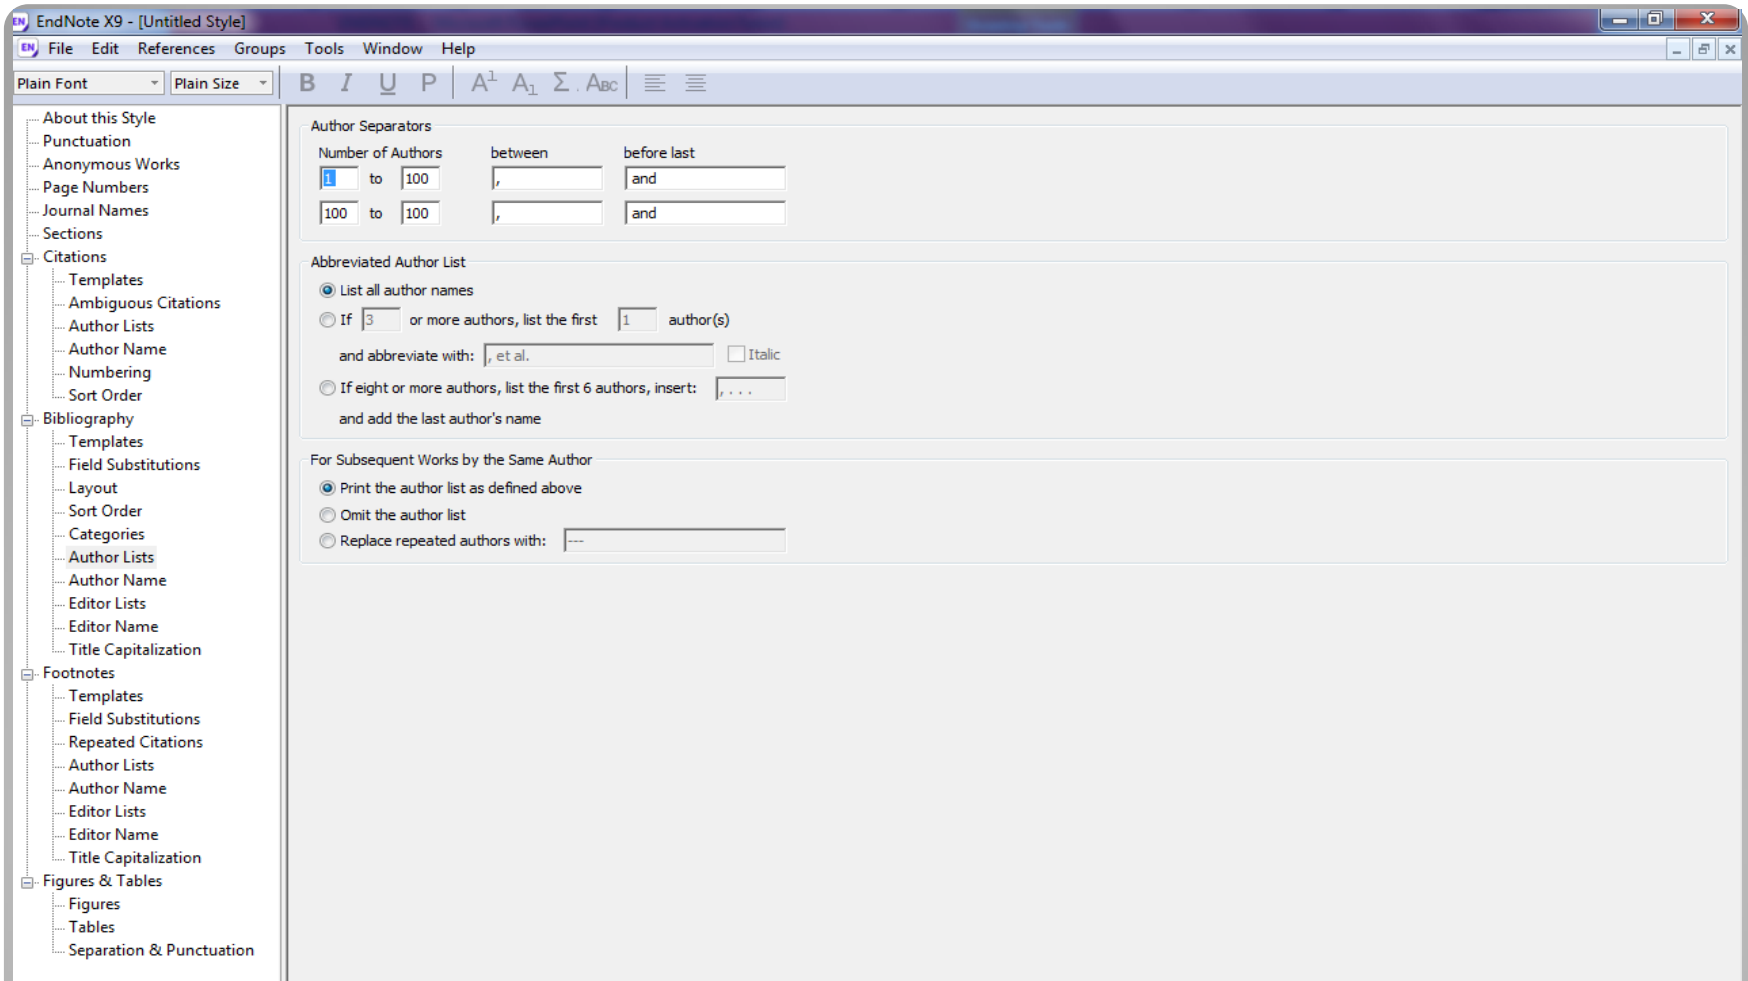 EndNote X9 - [Untitled Style]
File Edit References Groups Tools Window Help
Plain Font Plain Size B I U P A1 A1 Σ ABC
About this Style
Punctuation
Anonymous Works
Page Numbers
Journal Names
Sections
Citations
Templates
Ambiguous Citations
Author Lists
Author Name
Numbering
Sort Order
Bibliography
Templates
Field Substitutions
Layout
Sort Order
Categories
Author Lists
Author Name
Editor Lists
Editor Name
Title Capitalization
Footnotes
Templates
Field Substitutions
Repeated Citations
Author Lists
Author Name
Editor Lists
Editor Name
Title Capitalization
Figures & Tables
Figures
Tables
Separation & Punctuation
Author Separators
Number of Authors between before last
1 to 100 , and
100 to 100 , and
Abbreviated Author List
List all author names
If 3 or more authors, list the first 1 author(s)
and abbreviate with: , et al. Italic
If eight or more authors, list the first 6 authors, insert: , . . .
and add the last author's name
For Subsequent Works by the Same Author
Print the author list as defined above
Omit the author list
Replace repeated authors with: ---